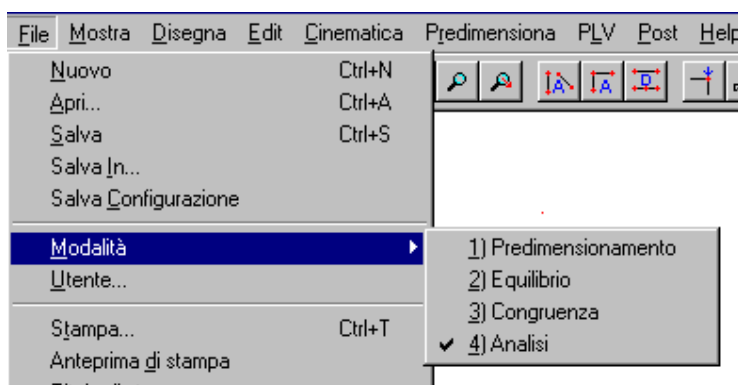 File Mostra Disegna Edit Cinematica Predimensiona PLV Post Help
Nuovo Ctrl+N
Apri... Ctrl+A
Salva Ctrl+S
Salva In...
Salva Configurazione
Modalità
1) Predimensionamento
2) Equilibrio
3) Congruenza
4) Analisi
Utente...
Stampa... Ctrl+T
Anteprima di stampa